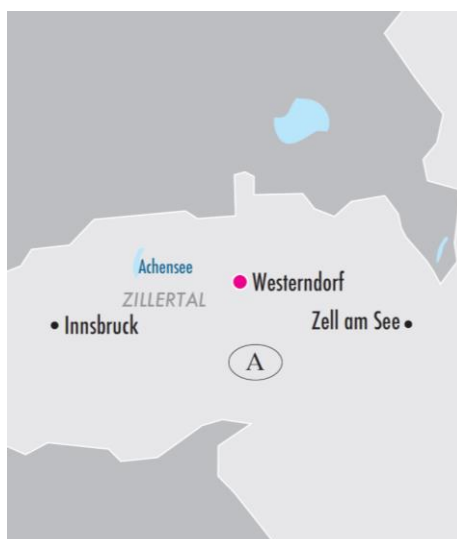 Achensee
Westerndorf
ZILLERTAL
Innsbruck
Zell am See
A